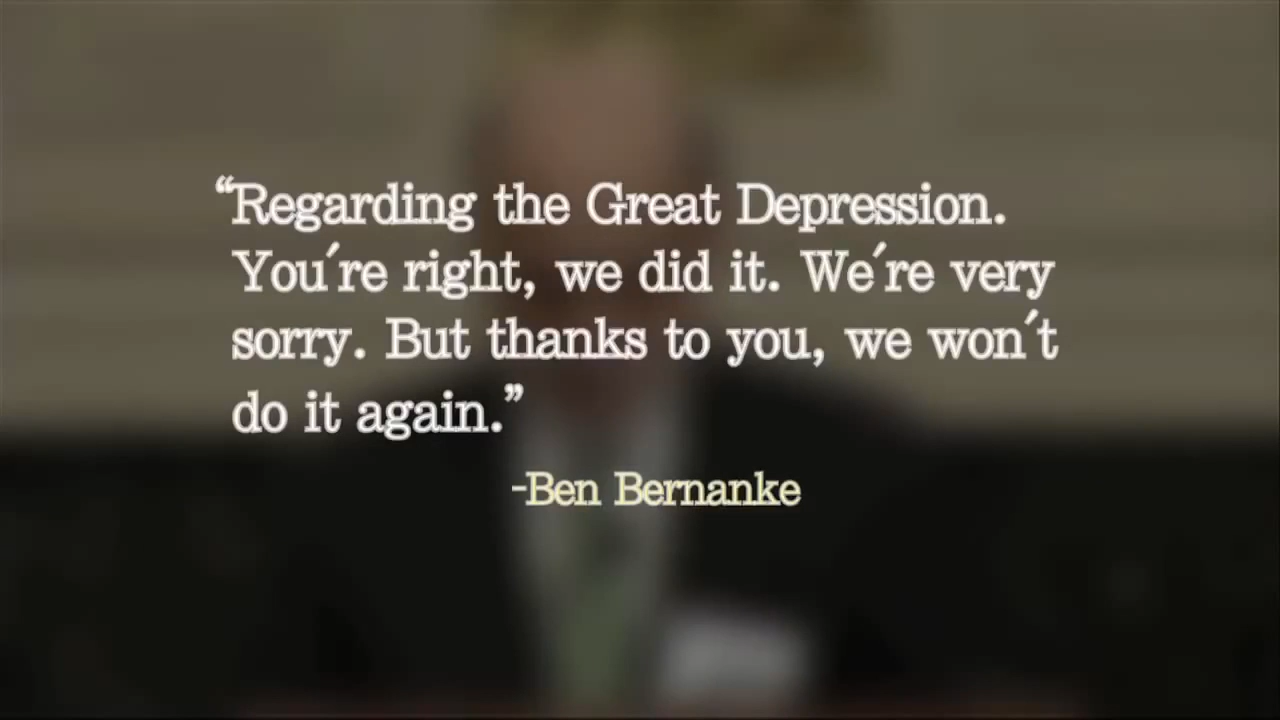 “Regarding the Great Depression.
You´re right, we did it. We´re very
sorry. But thanks to you, we won´t
do it again.”
-Ben Bernanke